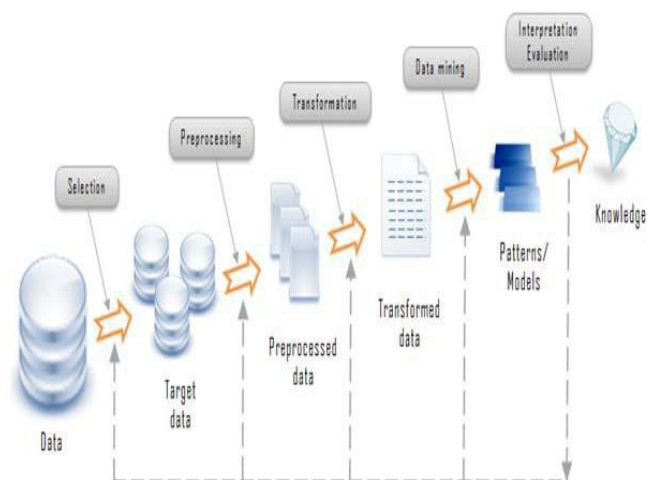 Interpretation
Evaluation
Data mining
Transformation
Preprocessing
Selection
Knowledge
Patterns/
Models
Transformed
data
Preprocessed
data
Target
data
Data